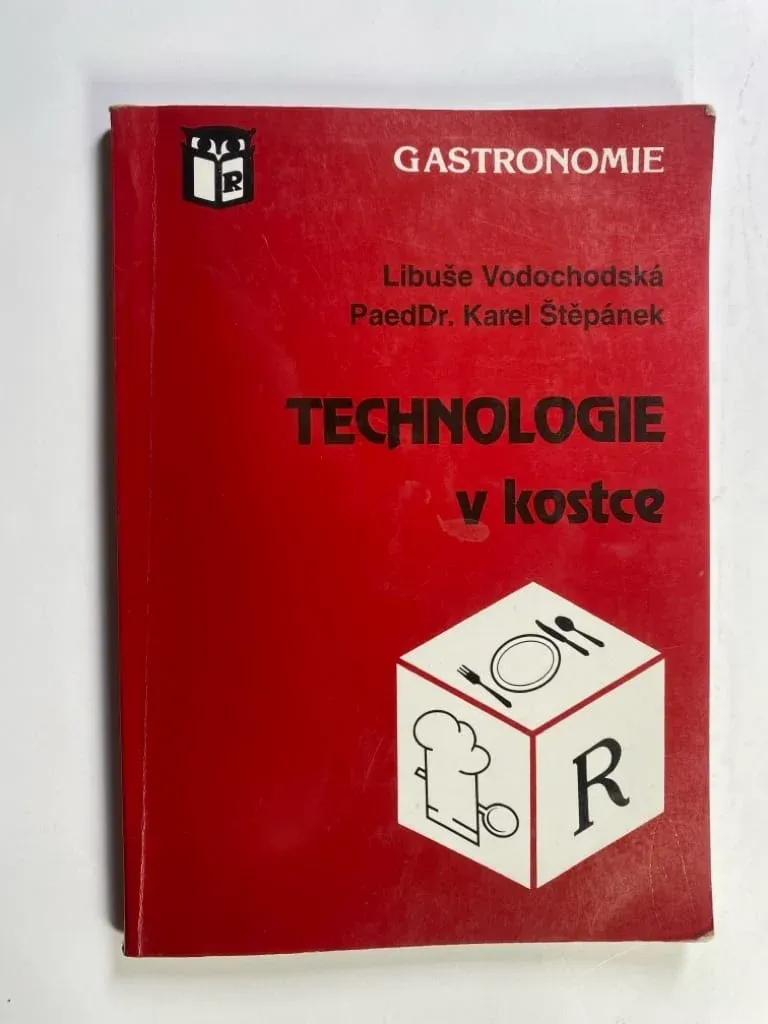 R
GASTRONOMIE
Libuše Vodochodská
PaedDr. Karel Štěpánek
TECHNOLOGIE
v kostce
R